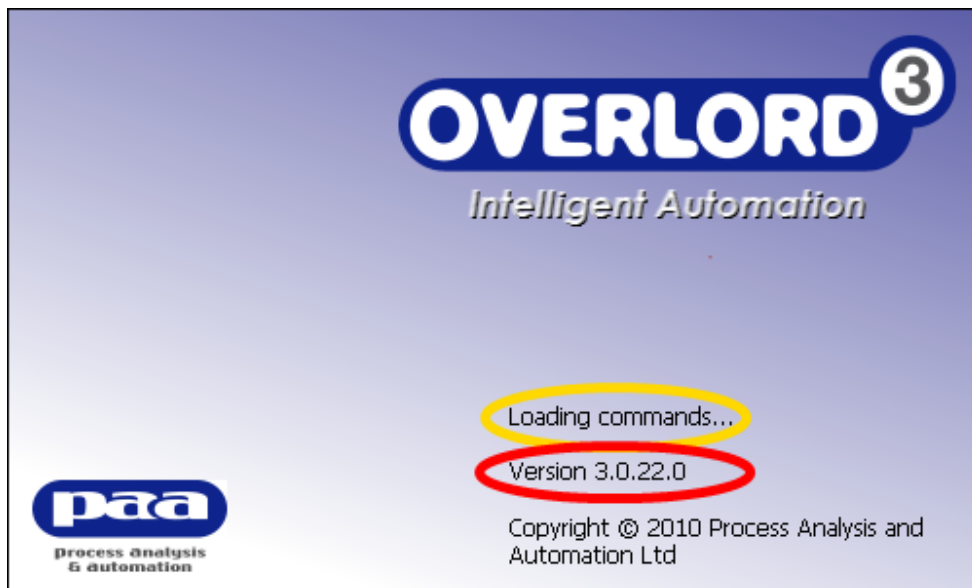 OVERLORD 3
Intelligent Automation
Loading commands...
Version 3.0.22.0
Copyright © 2010 Process Analysis and
Automation Ltd
paa
process analysis
& automation